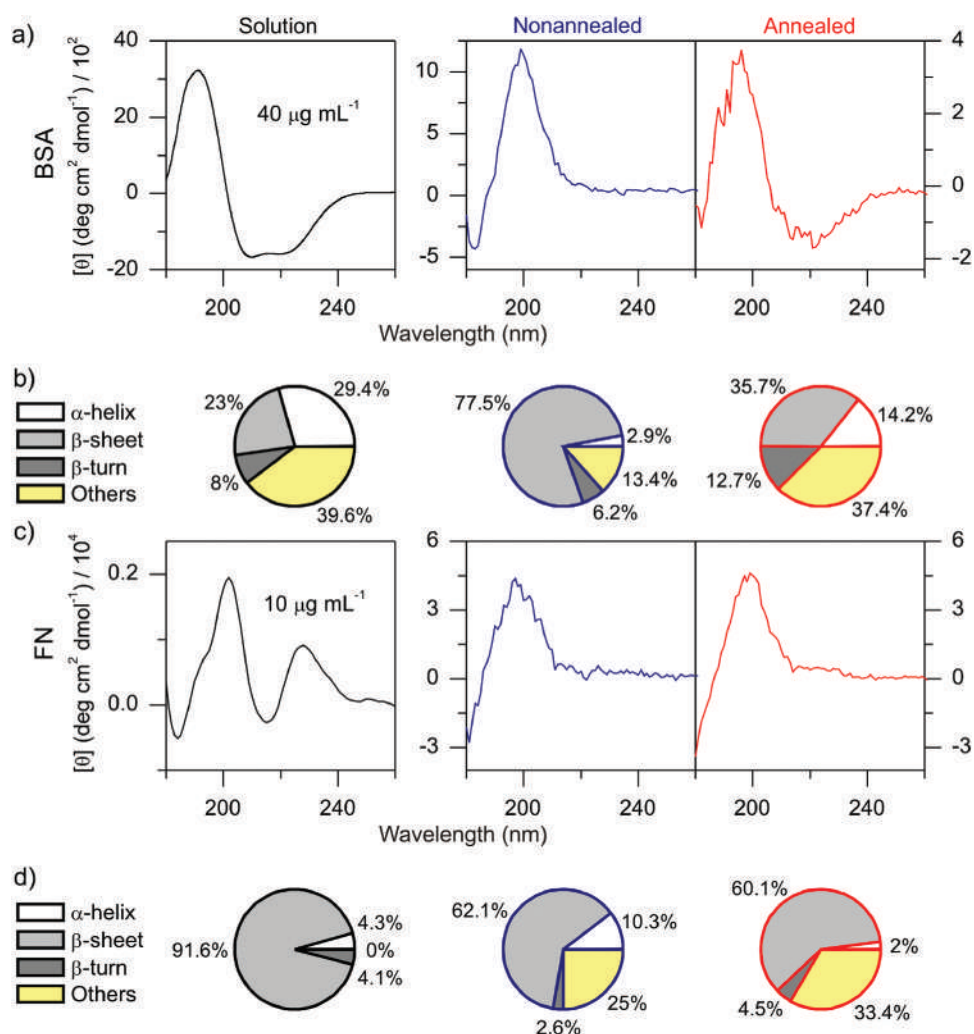 Solution Nonannealed Annealed
a)
BSA
[θ] (deg cm² dmol⁻¹) / 10²
40
20
0
-20
40 μg mL⁻¹
10
5
0
-5
4
2
0
-2
200 240 200 240 200 240
Wavelength (nm)
b)
α-helix
β-sheet
β-turn
Others
23% 29.4%
8%
39.6%
77.5%
2.9%
13.4%
6.2%
35.7%
14.2%
12.7%
37.4%
c)
FN
[θ] (deg cm² dmol⁻¹) / 10⁴
0.2
0.0
10 μg mL⁻¹
6
3
0
-3
6
3
0
-3
200 240 200 240 200 240
Wavelength (nm)
d)
α-helix
β-sheet
β-turn
Others
91.6%
4.3%
0%
4.1%
62.1%
10.3%
25%
2.6%
60.1%
2%
4.5%
33.4%